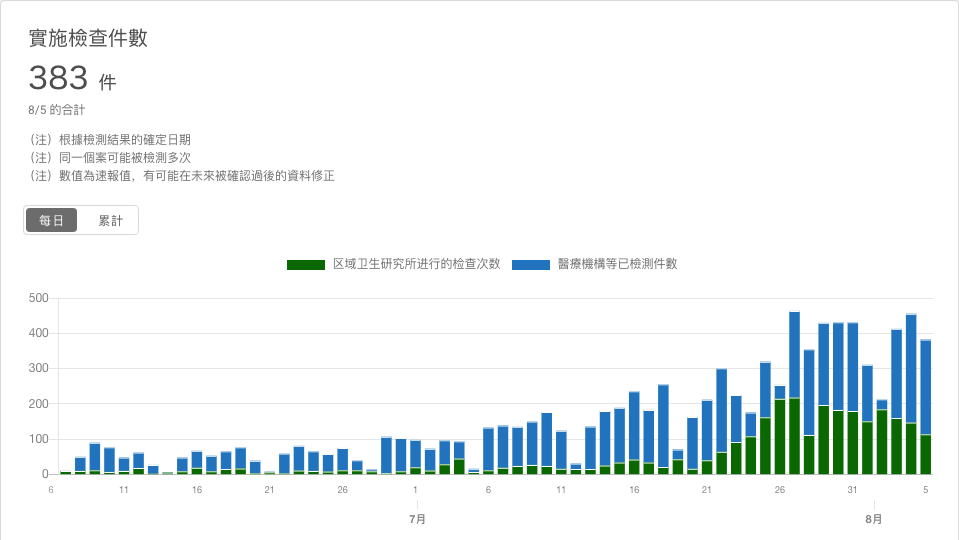 實施檢查件數
383 件
8/5 的合計
（注）根據檢測結果的確定日期
（注）同一個案可能被檢測多次
（注）數值為速報值，有可能在未來被確認過後的資料修正
每日 累計
区域卫生研究所进行的检查次数 醫療機構等已檢測件數
500
400
300
200
100
0
6 11 16 21 26 1 6 11 16 21 26 31 5
7月 8月